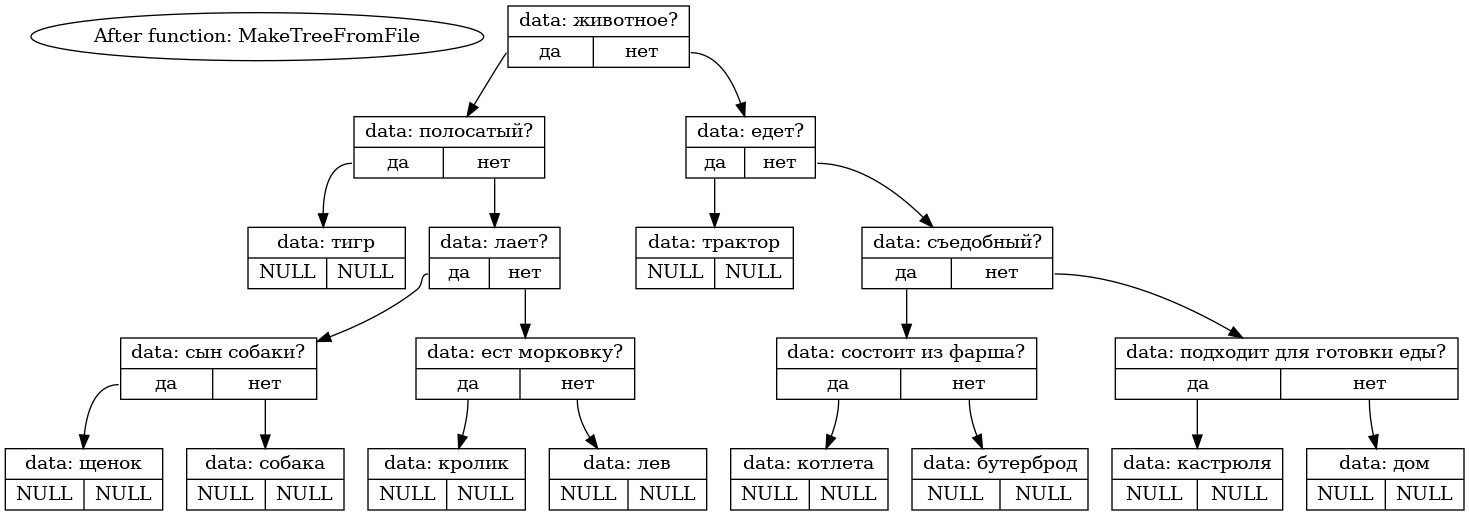 After function: MakeTreeFromFile
data: животное?
да нет
data: полосатый?
да нет
data: едет?
да нет
data: тигр
NULL NULL
data: лает?
да нет
data: трактор
NULL NULL
data: съедобный?
да нет
data: сын собаки?
да нет
data: ест морковку?
да нет
data: состоит из фарша?
да нет
data: подходит для готовки еды?
да нет
data: щенок
NULL NULL
data: собака
NULL NULL
data: кролик
NULL NULL
data: лев
NULL NULL
data: котлета
NULL NULL
data: бутерброд
NULL NULL
data: кастрюля
NULL NULL
data: дом
NULL NULL